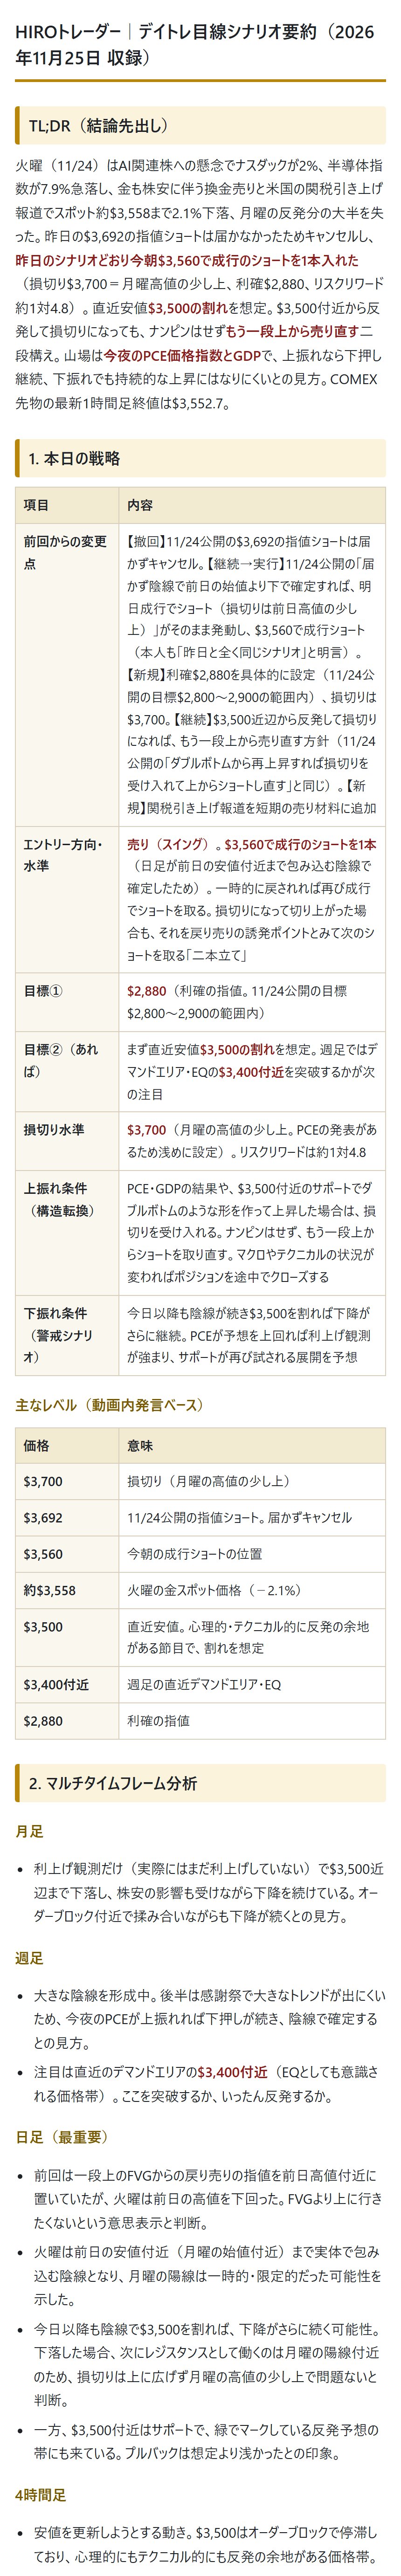 HIROトレーダー｜デイトレ目線シナリオ要約（2026
年11月25日 収録）
TL;DR（結論先出し）
火曜（11/24）はAI関連株への懸念でナスダックが2%、半導体指
数が7.9%急落し、金も株安に伴う換金売りと米国の関税引き上げ
報道でスポット約$3,558まで2.1%下落、月曜の反発分の大半を失
った。昨日の$3,692の指値ショートは届かなかったためキャンセルし、
昨日のシナリオどおり今朝$3,560で成行のショートを1本入れた
（損切り$3,700＝月曜高値の少し上、利確$2,880、リスクリワード
約1対4.8）。直近安値$3,500の割れを想定。$3,500付近から反
発して損切りになっても、ナンピンはせずもう一段上から売り直す二
段構え。山場は今夜のPCE価格指数とGDPで、上振れなら下押し
継続、下振れでも持続的な上昇にはなりにくいとの見方。COMEX
先物の最新1時間足終値は$3,552.7。
1. 本日の戦略
項目 内容
前回からの変更
点
【撤回】11/24公開の$3,692の指値ショートは届
かずキャンセル。【継続→実行】11/24公開の「届
かず陰線で前日の始値より下で確定すれば、明
日成行でショート（損切りは前日高値の少し
上）」がそのまま発動し、$3,560で成行ショート
（本人も「昨日と全く同じシナリオ」と明言）。
【新規】利確$2,880を具体的に設定（11/24公
開の目標$2,800～2,900の範囲内）、損切りは
$3,700。【継続】$3,500近辺から反発して損切り
になれば、もう一段上から売り直す方針（11/24
公開の「ダブルボトムから再上昇すれば損切りを
受け入れて上からショートし直す」と同じ）。【新
規】関税引き上げ報道を短期の売り材料に追加
エントリー方向・
水準
売り（スイング）。$3,560で成行のショートを1本
（日足が前日の安値付近まで包み込む陰線で
確定したため）。一時的に戻されれば再び成行
でショートを取る。損切りになって切り上がった場
合も、それを戻り売りの誘発ポイントとみて次のシ
ョートを取る「二本立て」
目標①
$2,880（利確の指値。11/24公開の目標
$2,800～2,900の範囲内）
目標②（あれ
ば）
まず直近安値$3,500の割れを想定。週足ではデ
マンドエリア・EQの$3,400付近を突破するかが次
の注目
損切り水準
$3,700（月曜の高値の少し上。PCEの発表があ
るため浅めに設定）。リスクリワードは約1対4.8
上振れ条件
（構造転換）
PCE・GDPの結果や、$3,500付近のサポートでダ
ブルボトムのような形を作って上昇した場合は、損
切りを受け入れる。ナンピンはせず、もう一段上か
らショートを取り直す。マクロやテクニカルの状況が
変わればポジションを途中でクローズする
下振れ条件
（警戒シナリ
オ）
今日以降も陰線が続き$3,500を割れば下降が
さらに継続。PCEが予想を上回れば利上げ観測
が強まり、サポートが再び試される展開を予想
主なレベル（動画内発言ベース）
価格 意味
$3,700 損切り（月曜の高値の少し上）
$3,692 11/24公開の指値ショート。届かずキャンセル
$3,560 今朝の成行ショートの位置
約$3,558 火曜の金スポット価格（－2.1%）
$3,500 直近安値。心理的・テクニカル的に反発の余地
がある節目で、割れを想定
$3,400付近 週足の直近デマンドエリア・EQ
$2,880 利確の指値
2. マルチタイムフレーム分析
月足
• 利上げ観測だけ（実際にはまだ利上げしていない）で$3,500近
辺まで下落し、株安の影響も受けながら下降を続けている。オー
ダーブロック付近で揉み合いながらも下降が続くとの見方。
週足
• 大きな陰線を形成中。後半は感謝祭で大きなトレンドが出にくい
ため、今夜のPCEが上振れれば下押しが続き、陰線で確定する
との見方。
• 注目は直近のデマンドエリアの$3,400付近（EQとしても意識さ
れる価格帯）。ここを突破するか、いったん反発するか。
日足（最重要）
• 前回は一段上のFVGからの戻り売りの指値を前日高値付近に
置いていたが、火曜は前日の高値を下回った。FVGより上に行き
たくないという意思表示と判断。
• 火曜は前日の安値付近（月曜の始値付近）まで実体で包み
込む陰線となり、月曜の陽線は一時的・限定的だった可能性を
示した。
• 今日以降も陰線で$3,500を割れば、下降がさらに続く可能性。
下落した場合、次にレジスタンスとして働くのは月曜の陽線付近
のため、損切りは上に広げず月曜の高値の少し上で問題ないと
判断。
• 一方、$3,500付近はサポートで、緑でマークしている反発予想の
帯にも来ている。プルバックは想定より浅かったとの印象。
4時間足
• 安値を更新しようとする動き。$3,500はオーダーブロックで停滞し
ており、心理的にもテクニカル的にも反発の余地がある価格帯。